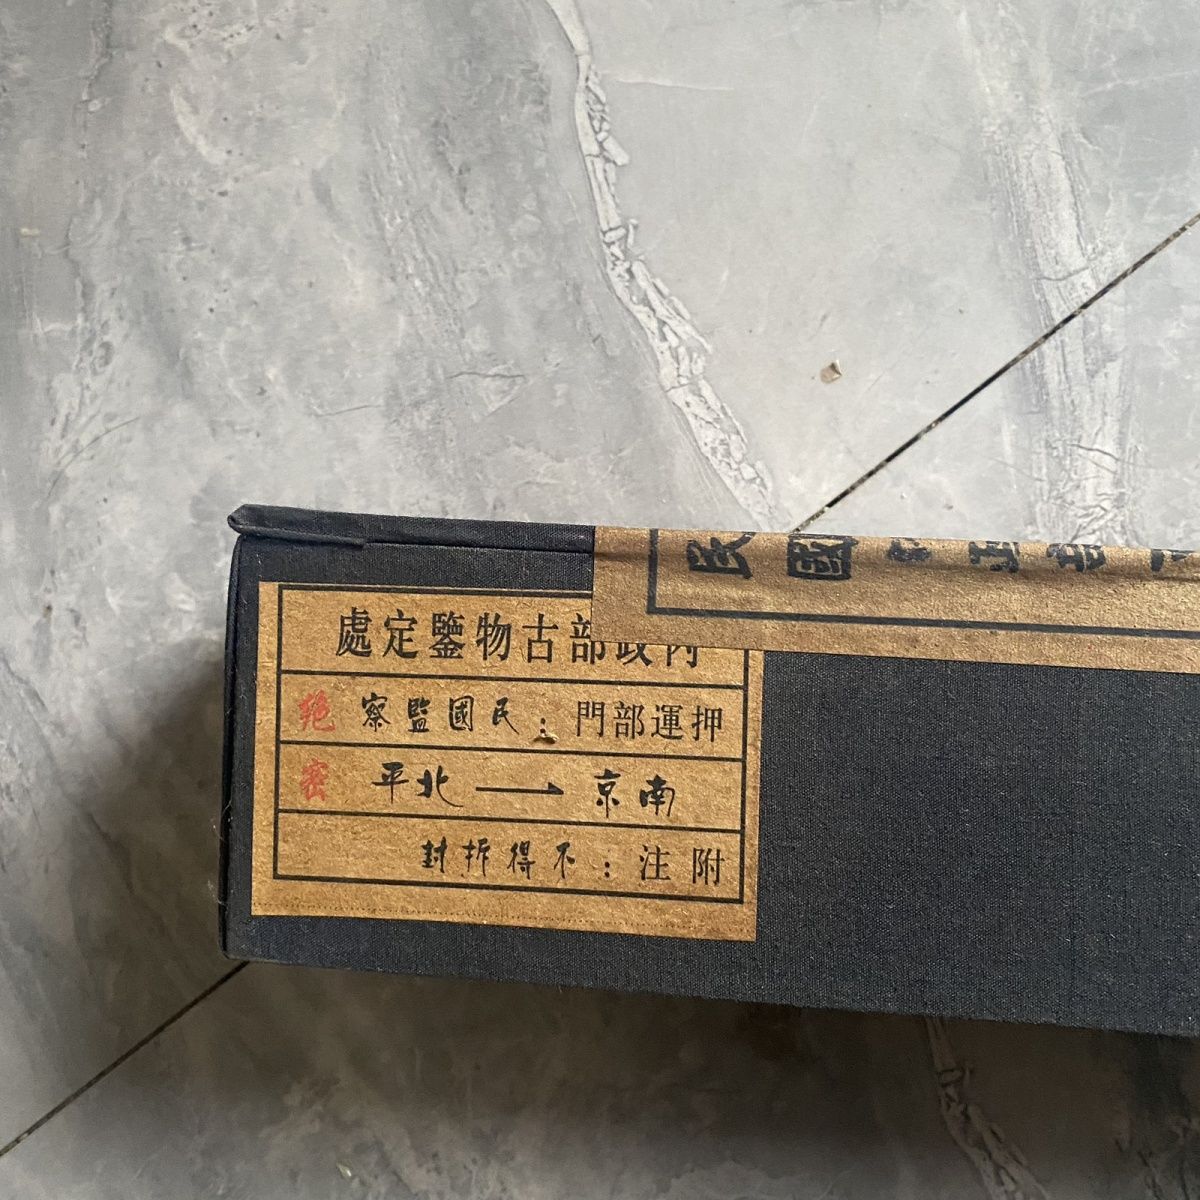 民國
內政部古物鑒定處
押運部門：民國監察
南京→北平
附注：不得拆封
絕密